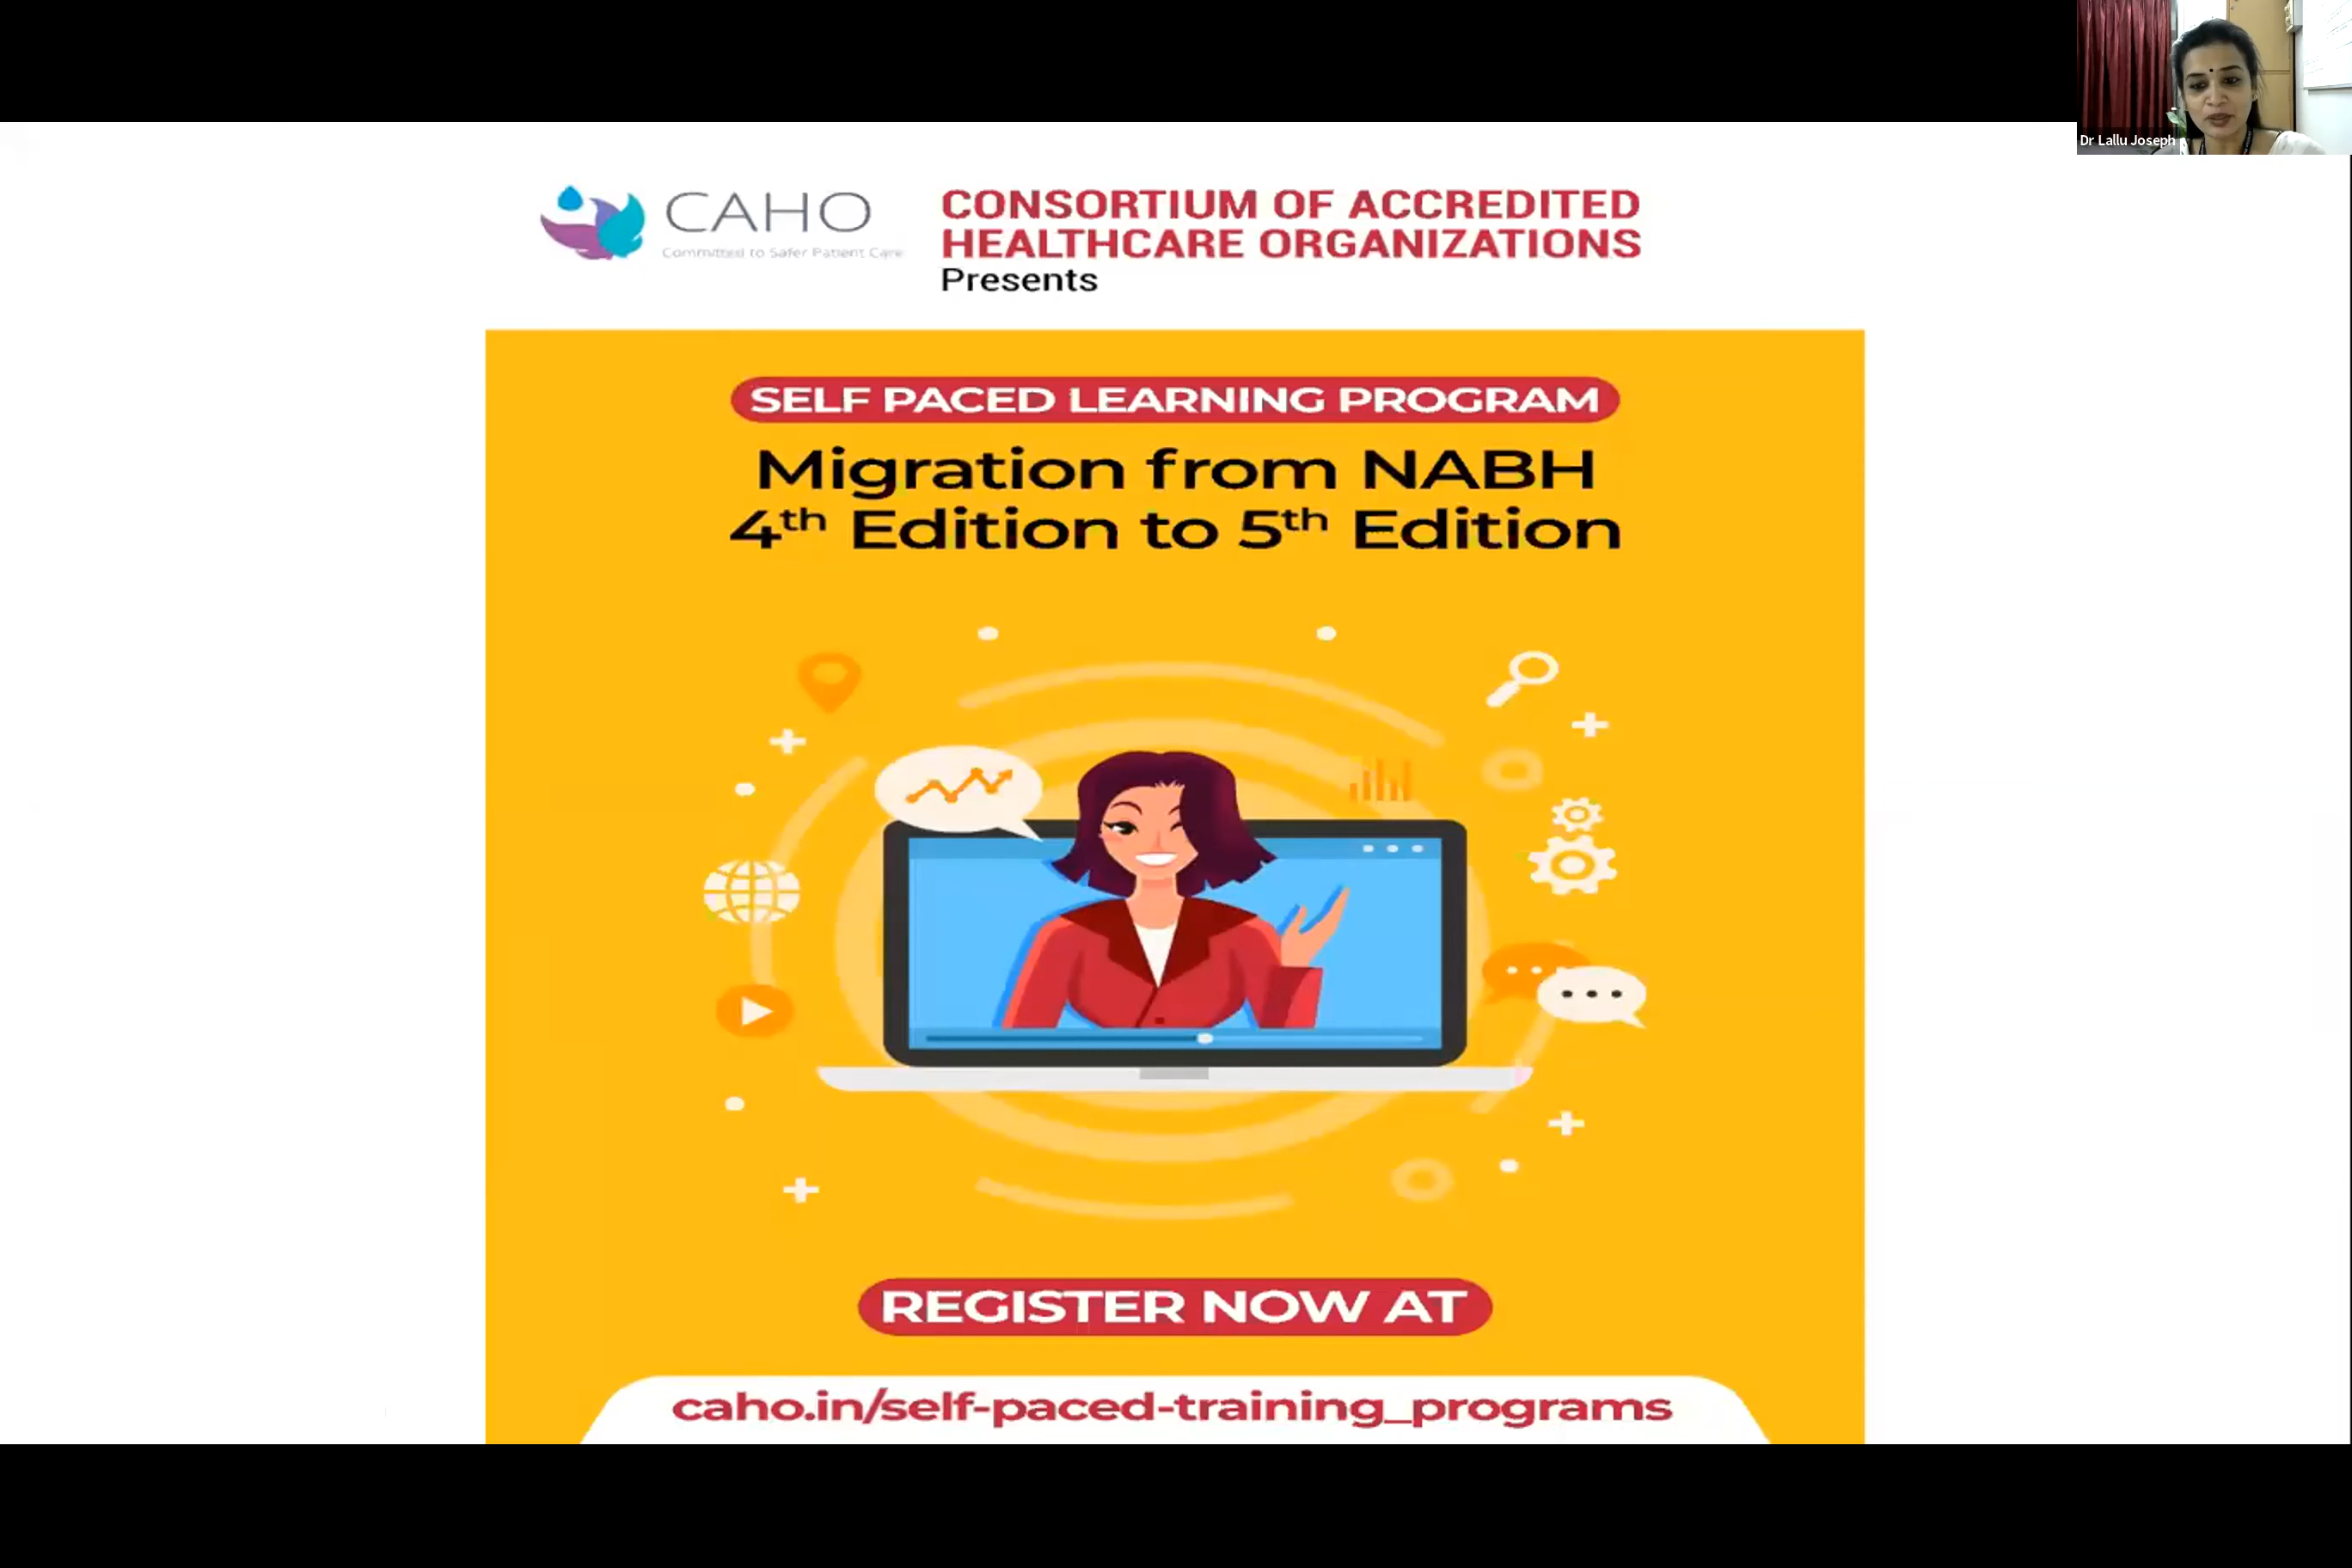 Dr Lallu Joseph
CAHO
Committed to Safer Patient Care
CONSORTIUM OF ACCREDITED
HEALTHCARE ORGANIZATIONS
Presents
SELF PACED LEARNING PROGRAM
Migration from NABH
4th Edition to 5th Edition
REGISTER NOW AT
caho.in/self-paced-training_programs